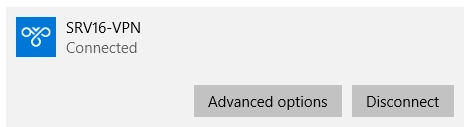 SRV16-VPN
Connected
Advanced options
Disconnect